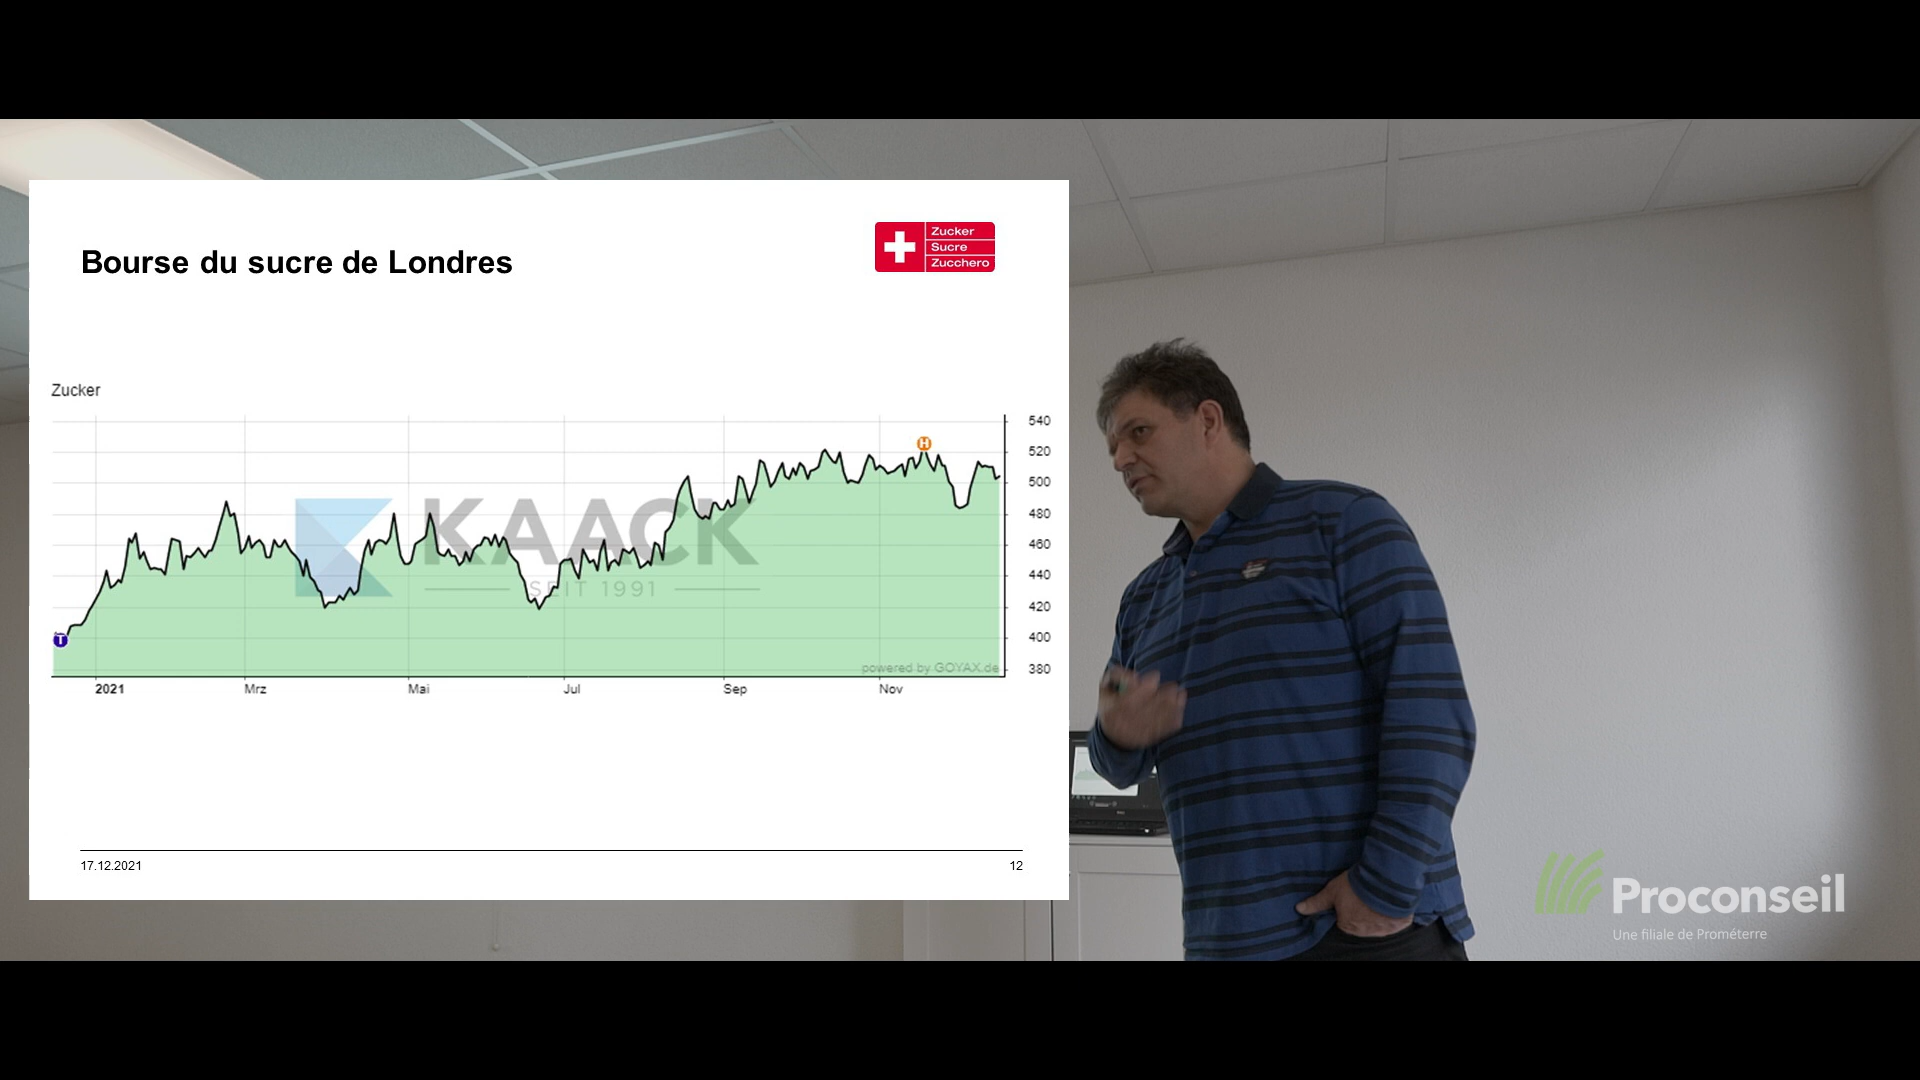 Bourse du sucre de Londres
Zucker
Sucre
Zucchero
Zucker
540
520
500
480
460
440
420
400
380
H
T
KAACK
SEIT 1991
powered by GOYAX.de
2021 Mrz Mai Jul Sep Nov
17.12.2021 12
Proconseil
Une filiale de Prométerre